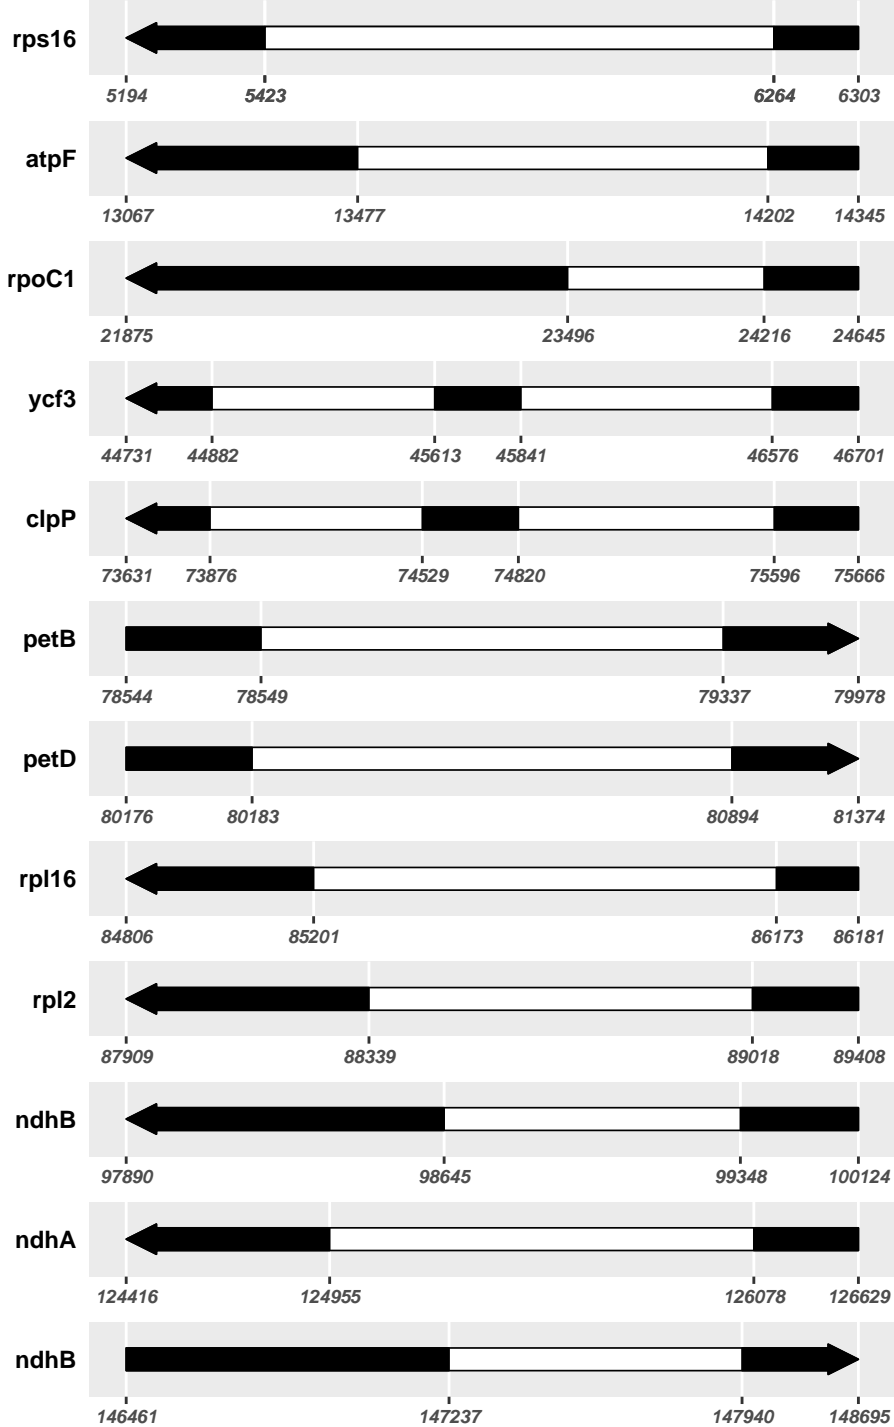 rps16
5194 5423 6264 6303
atpF
13067 13477 14202 14345
rpoC1
21875 23496 24216 24645
ycf3
44731 44882 45613 45841 46576 46701
clpP
73631 73876 74529 74820 75596 75666
petB
78544 78549 79337 79978
petD
80176 80183 80894 81374
rpl16
84806 85201 86173 86181
rpl2
87909 88339 89018 89408
ndhB
97890 98645 99348 100124
ndhA
124416 124955 126078 126629
ndhB
146461 147237 147940 148695